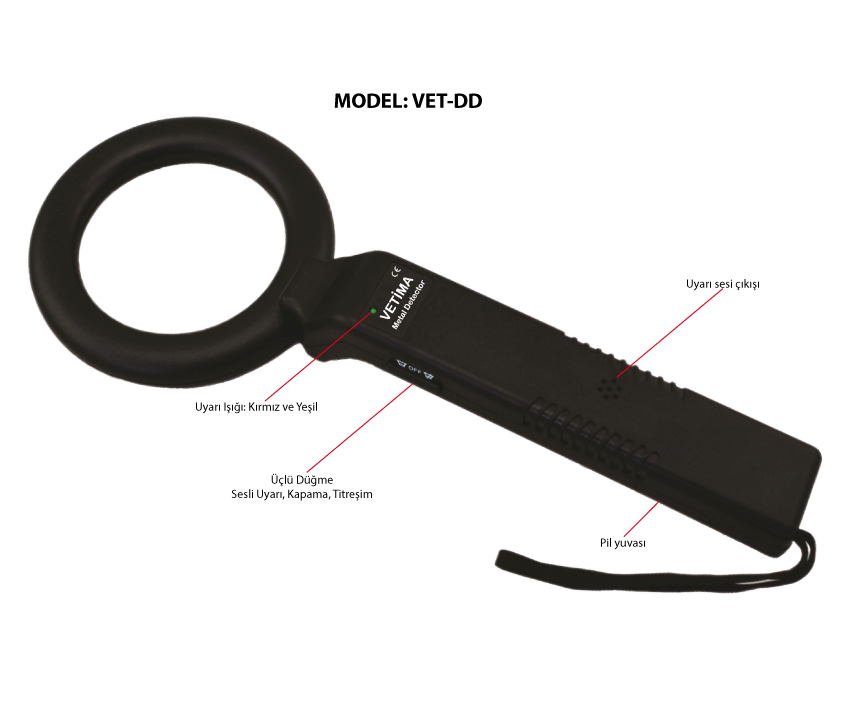 MODEL: VET-DD
CE
VETİMA
Metal Detector
Uyarı sesi çıkışı
OFF
Uyarı Işığı: Kırmız ve Yeşil
Üçlü Düğme
Sesli Uyarı, Kapama, Titreşim
Pil yuvası